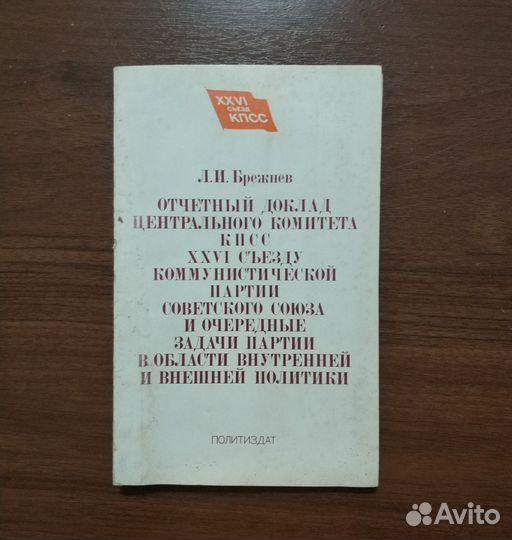 XXVI
СЪЕЗД
КПСС
Л.И. Брежнев
ОТЧЕТНЫЙ ДОКЛАД
ЦЕНТРАЛЬНОГО КОМИТЕТА
КПСС
XXVI СЪЕЗДУ
КОММУНИСТИЧЕСКОЙ
ПАРТИИ
СОВЕТСКОГО СОЮЗА
И ОЧЕРЕДНЫЕ
ЗАДАЧИ ПАРТИИ
В ОБЛАСТИ ВНУТРЕННЕЙ
И ВНЕШНЕЙ ПОЛИТИКИ
ПОЛИТИЗДАТ
Avito